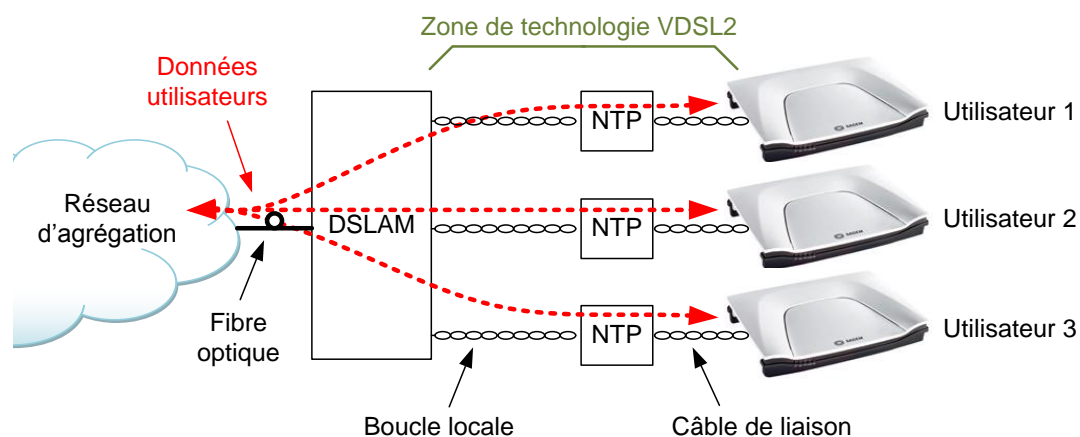 Zone de technologie VDSL2
Données
utilisateurs
NTP
Utilisateur 1
Réseau
d'agrégation
DSLAM
NTP
Utilisateur 2
Fibre
optique
NTP
Utilisateur 3
Boucle locale
Câble de liaison